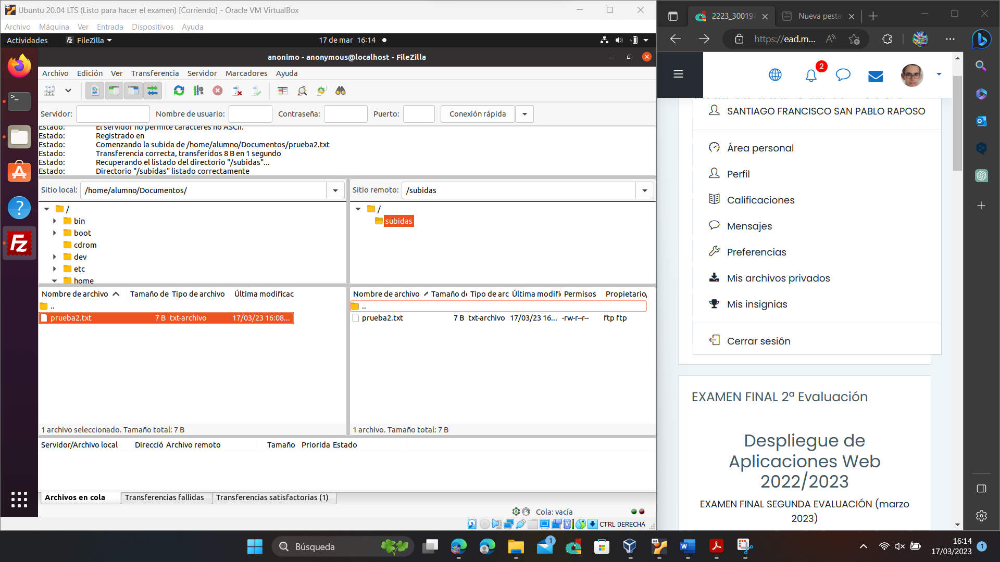 Ubuntu 20.04 LTS (Listo para hacer el examen) [Corriendo] - Oracle VM VirtualBox
Archivo Máquina Ver Entrada Dispositivos Ayuda
Actividades FileZilla 17 de mar 16:14
anonimo - anonymous@localhost - FileZilla
Archivo Edición Ver Transferencia Servidor Marcadores Ayuda
Servidor: Nombre de usuario: Contraseña: Puerto: Conexión rápida
Estado: El servidor no permite caracteres no ASCII.
Estado: Registrado en
Estado: Comenzando la subida de /home/alumno/Documentos/prueba2.txt
Estado: Transferencia correcta, transferidos 8 B en 1 segundo
Estado: Recuperando el listado del directorio "/subidas"...
Estado: Directorio "/subidas" listado correctamente
Sitio local: /home/alumno/Documentos/
/
bin
boot
cdrom
dev
etc
home
Sitio remoto: /subidas
/
subidas
Nombre de archivo Tamaño de Tipo de archivo Última modificac
..
prueba2.txt 7 B txt-archivo 17/03/23 16:08...
1 archivo seleccionado. Tamaño total: 7 B
Nombre de archivo Tamaño de Tipo de arc Última modifi Permisos Propietario/
..
prueba2.txt 7 B txt-archivo 17/03/23 16... -rw-r--r-- ftp ftp
1 archivo. Tamaño total: 7 B
Servidor/Archivo local Direcció Archivo remoto Tamaño Priorida Estado
Archivos en cola Transferencias fallidas Transferencias satisfactorias (1)
Cola: vacía
CTRL DERECHA
2223_300197 Nueva pesta
https://ead.m...
2
SANTIAGO FRANCISCO SAN PABLO RAPOSO
Área personal
Perfil
Calificaciones
Mensajes
Preferencias
Mis archivos privados
Mis insignias
Cerrar sesión
EXAMEN FINAL 2ª Evaluación
Despliegue de
Aplicaciones Web
2022/2023
EXAMEN FINAL SEGUNDA EVALUACIÓN (marzo
2023)
Búsqueda
1
16:14
17/03/2023
1